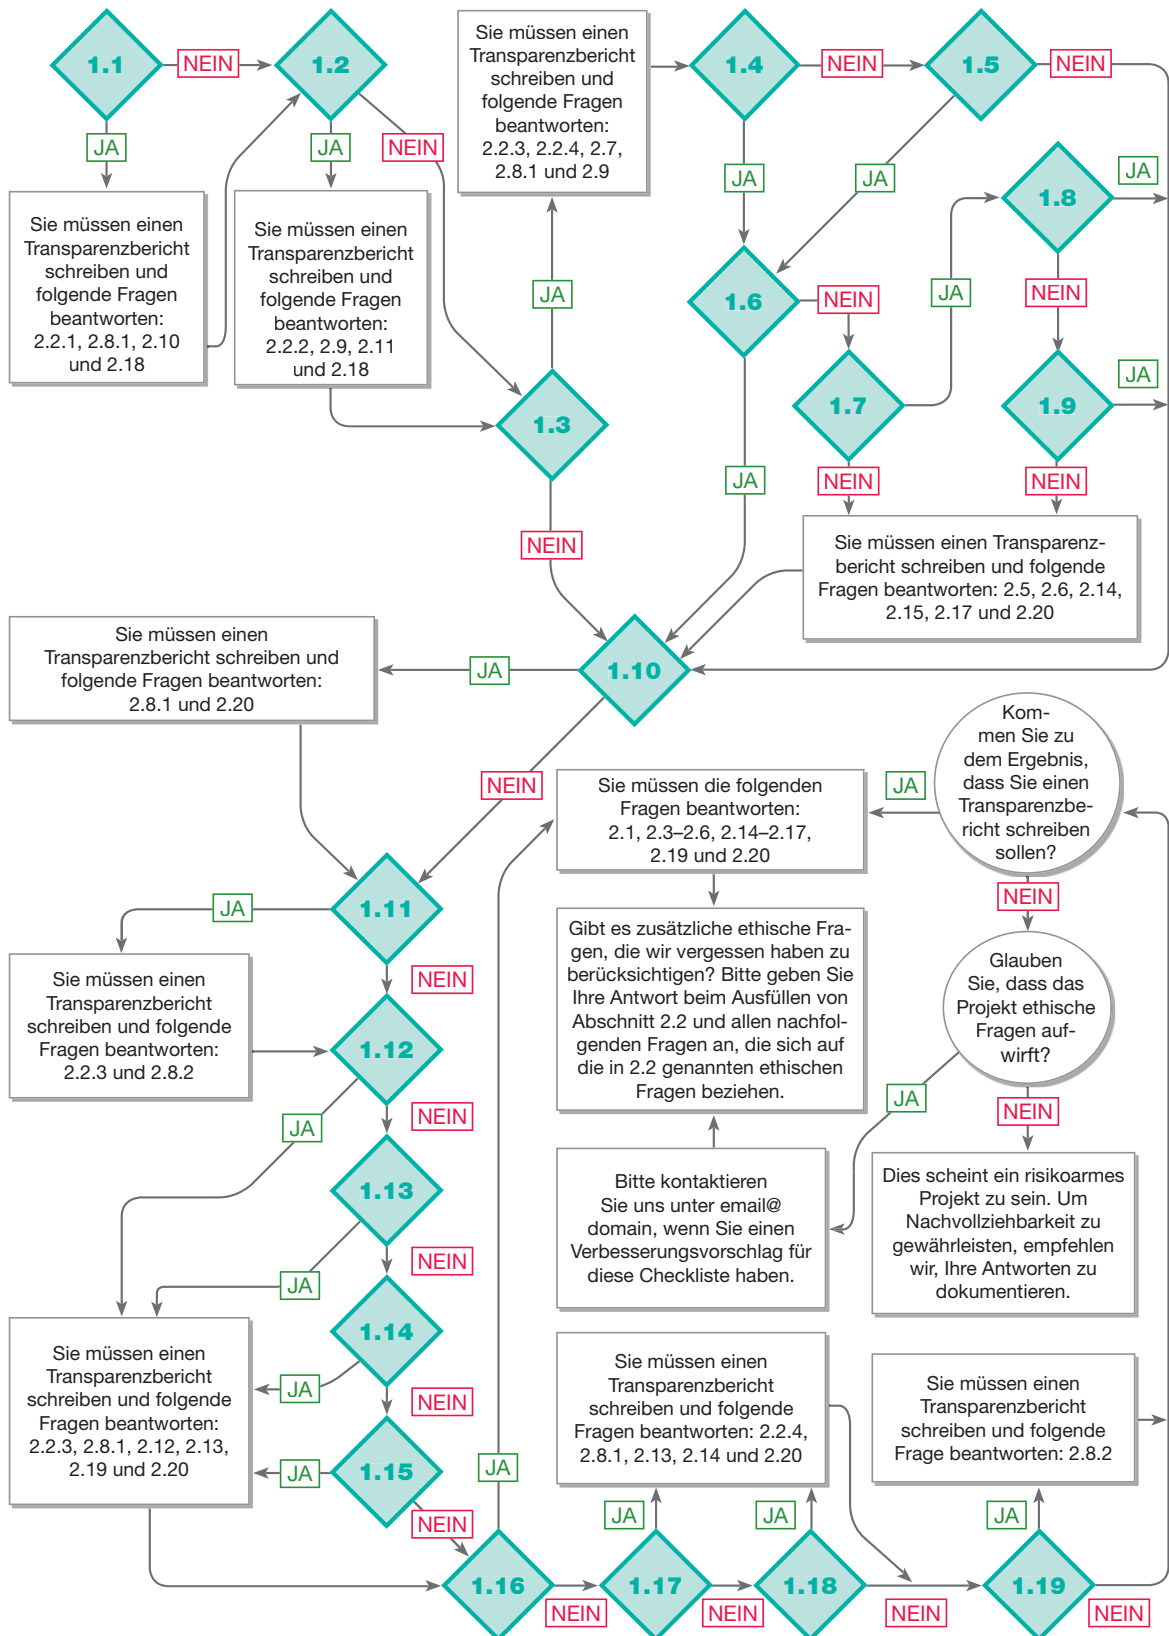 1.1
NEIN
1.2
JA
JA
NEIN
Sie müssen einen
Transparenzbericht
schreiben und
folgende Fragen
beantworten:
2.2.1, 2.8.1, 2.10
und 2.18
Sie müssen einen
Transparenzbericht
schreiben und
folgende Fragen
beantworten:
2.2.2, 2.9, 2.11
und 2.18
Sie müssen einen
Transparenzbericht
schreiben und
folgende Fragen
beantworten:
2.2.3, 2.2.4, 2.7,
2.8.1 und 2.9
JA
1.3
NEIN
1.4
NEIN
1.5
NEIN
JA
JA
1.6
NEIN
JA
1.7
JA
NEIN
1.8
JA
NEIN
1.9
JA
NEIN
Sie müssen einen Transparenz-
bericht schreiben und folgende
Fragen beantworten: 2.5, 2.6, 2.14,
2.15, 2.17 und 2.20
1.10
JA
NEIN
Sie müssen einen
Transparenzbericht schreiben und
folgende Fragen beantworten:
2.8.1 und 2.20
1.11
JA
NEIN
Sie müssen einen
Transparenzbericht
schreiben und folgende
Fragen beantworten:
2.2.3 und 2.8.2
1.12
JA
NEIN
1.13
JA
NEIN
1.14
JA
NEIN
1.15
JA
NEIN
Sie müssen einen
Transparenzbericht
schreiben und folgende
Fragen beantworten:
2.2.3, 2.8.1, 2.12, 2.13,
2.19 und 2.20
1.16
JA
NEIN
1.17
JA
NEIN
1.18
JA
NEIN
Sie müssen einen
Transparenzbericht
schreiben und folgende
Fragen beantworten: 2.2.4,
2.8.1, 2.13, 2.14 und 2.20
1.19
JA
NEIN
Sie müssen einen
Transparenzbericht
schreiben und folgende
Frage beantworten: 2.8.2
Kom-
men Sie zu
dem Ergebnis,
dass Sie einen
Transparenzbe-
richt schreiben
sollen?
JA
NEIN
Sie müssen die folgenden
Fragen beantworten:
2.1, 2.3–2.6, 2.14–2.17,
2.19 und 2.20
Gibt es zusätzliche ethische Fra-
gen, die wir vergessen haben zu
berücksichtigen? Bitte geben Sie
Ihre Antwort beim Ausfüllen von
Abschnitt 2.2 und allen nachfol-
genden Fragen an, die sich auf
die in 2.2 genannten ethischen
Fragen beziehen.
Glauben
Sie, dass das
Projekt ethische
Fragen auf-
wirft?
JA
NEIN
Bitte kontaktieren
Sie uns unter email@
domain, wenn Sie einen
Verbesserungsvorschlag für
diese Checkliste haben.
Dies scheint ein risikoarmes
Projekt zu sein. Um
Nachvollziehbarkeit zu
gewährleisten, empfehlen
wir, Ihre Antworten zu
dokumentieren.